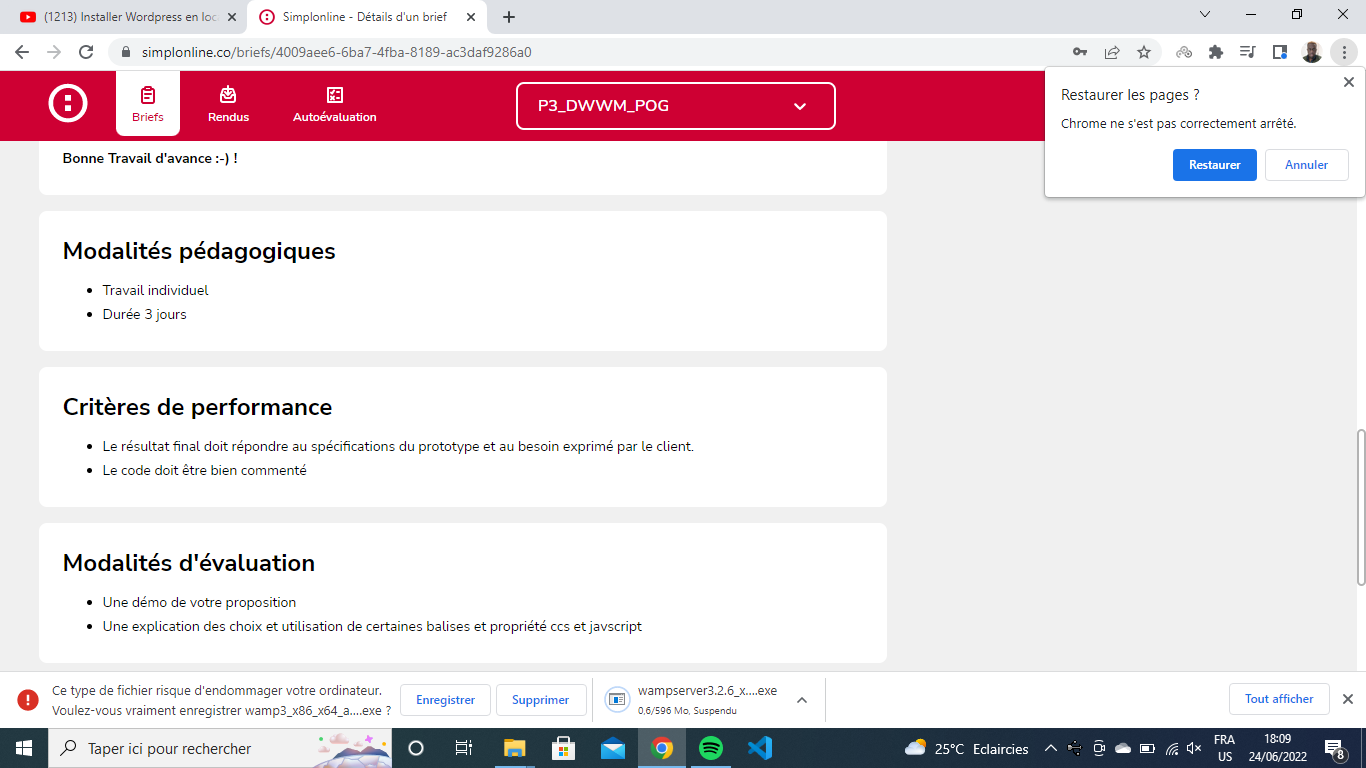 (1213) Installer Wordpress en loc
Simplonline - Détails d'un brief
simplonline.co/briefs/4009aee6-6ba7-4fba-8189-ac3daf9286a0
Briefs
Rendus
Autoévaluation
P3_DWWM_POG
Restaurer les pages ?
Chrome ne s'est pas correctement arrêté.
Restaurer
Annuler
Bonne Travail d'avance :-) !
Modalités pédagogiques
Travail individuel
Durée 3 jours
Critères de performance
Le résultat final doit répondre au spécifications du prototype et au besoin exprimé par le client.
Le code doit être bien commenté
Modalités d'évaluation
Une démo de votre proposition
Une explication des choix et utilisation de certaines balises et propriété ccs et javscript
Ce type de fichier risque d'endommager votre ordinateur.
Voulez-vous vraiment enregistrer wamp3_x86_x64_a....exe ?
Enregistrer
Supprimer
wampserver3.2.6_x....exe
0,6/596 Mo, Suspendu
Tout afficher
Taper ici pour rechercher
25°C Eclaircies
FRA
US
18:09
24/06/2022
8